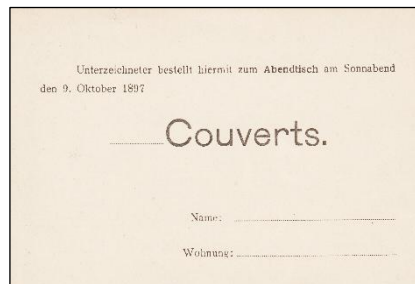 Unterzeichneter bestellt hiermit zum Abendtisch am Sonnabend
den 9. Oktober 1897
Couverts.
Name:
Wohnung: